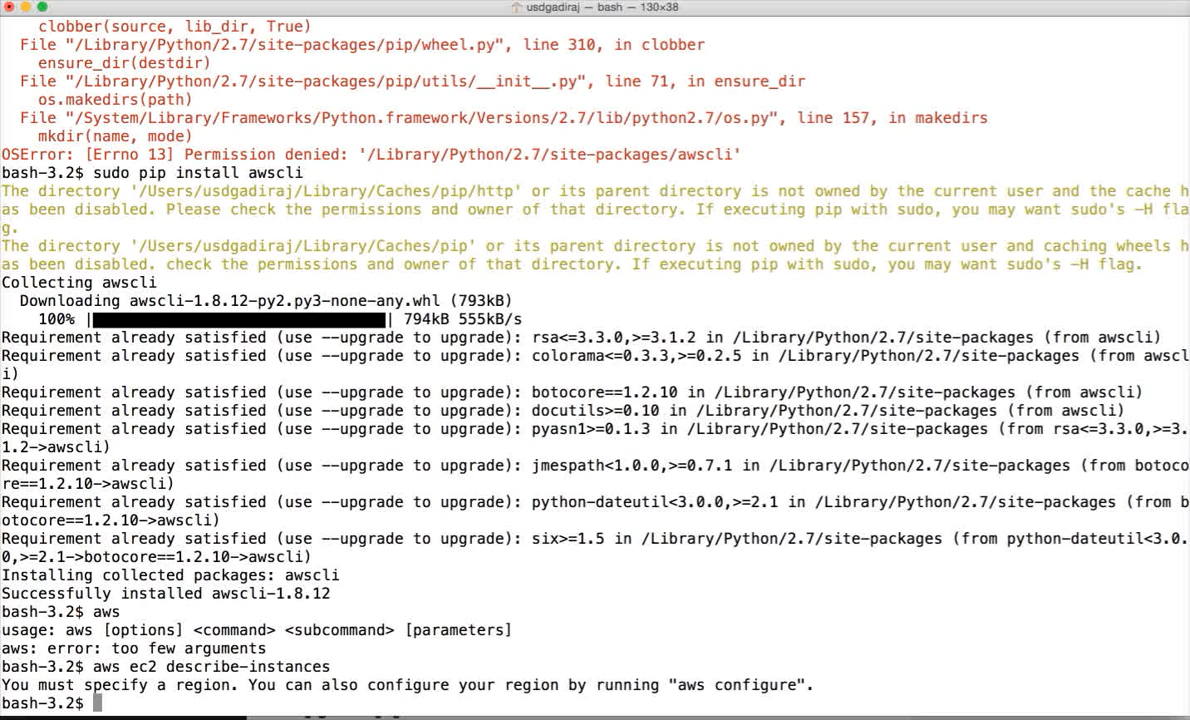 usdgadiraj — bash — 130×38
clobber(source, lib_dir, True)
File "/Library/Python/2.7/site-packages/pip/wheel.py", line 310, in clobber
ensure_dir(destdir)
File "/Library/Python/2.7/site-packages/pip/utils/__init__.py", line 71, in ensure_dir
os.makedirs(path)
File "/System/Library/Frameworks/Python.framework/Versions/2.7/lib/python2.7/os.py", line 157, in makedirs
mkdir(name, mode)
OSError: [Errno 13] Permission denied: '/Library/Python/2.7/site-packages/awscli'
bash-3.2$ sudo pip install awscli
The directory '/Users/usdgadiraj/Library/Caches/pip/http' or its parent directory is not owned by the current user and the cache h
as been disabled. Please check the permissions and owner of that directory. If executing pip with sudo, you may want sudo's -H fla
g.
The directory '/Users/usdgadiraj/Library/Caches/pip' or its parent directory is not owned by the current user and caching wheels h
as been disabled. check the permissions and owner of that directory. If executing pip with sudo, you may want sudo's -H flag.
Collecting awscli
Downloading awscli-1.8.12-py2.py3-none-any.whl (793kB)
100% |████████████████████████████████| 794kB 555kB/s
Requirement already satisfied (use --upgrade to upgrade): rsa<=3.3.0,>=3.1.2 in /Library/Python/2.7/site-packages (from awscli)
Requirement already satisfied (use --upgrade to upgrade): colorama<=0.3.3,>=0.2.5 in /Library/Python/2.7/site-packages (from awscl
i)
Requirement already satisfied (use --upgrade to upgrade): botocore==1.2.10 in /Library/Python/2.7/site-packages (from awscli)
Requirement already satisfied (use --upgrade to upgrade): docutils>=0.10 in /Library/Python/2.7/site-packages (from awscli)
Requirement already satisfied (use --upgrade to upgrade): pyasn1>=0.1.3 in /Library/Python/2.7/site-packages (from rsa<=3.3.0,>=3.
1.2->awscli)
Requirement already satisfied (use --upgrade to upgrade): jmespath<1.0.0,>=0.7.1 in /Library/Python/2.7/site-packages (from botoco
re==1.2.10->awscli)
Requirement already satisfied (use --upgrade to upgrade): python-dateutil<3.0.0,>=2.1 in /Library/Python/2.7/site-packages (from b
otocore==1.2.10->awscli)
Requirement already satisfied (use --upgrade to upgrade): six>=1.5 in /Library/Python/2.7/site-packages (from python-dateutil<3.0.
0,>=2.1->botocore==1.2.10->awscli)
Installing collected packages: awscli
Successfully installed awscli-1.8.12
bash-3.2$ aws
usage: aws [options] <command> <subcommand> [parameters]
aws: error: too few arguments
bash-3.2$ aws ec2 describe-instances
You must specify a region. You can also configure your region by running "aws configure".
bash-3.2$